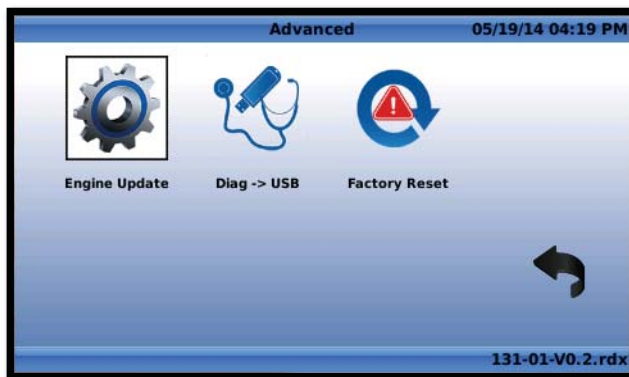 Advanced 05/19/14 04:19 PM
Engine Update Diag -> USB Factory Reset
131-01-V0.2.rdx